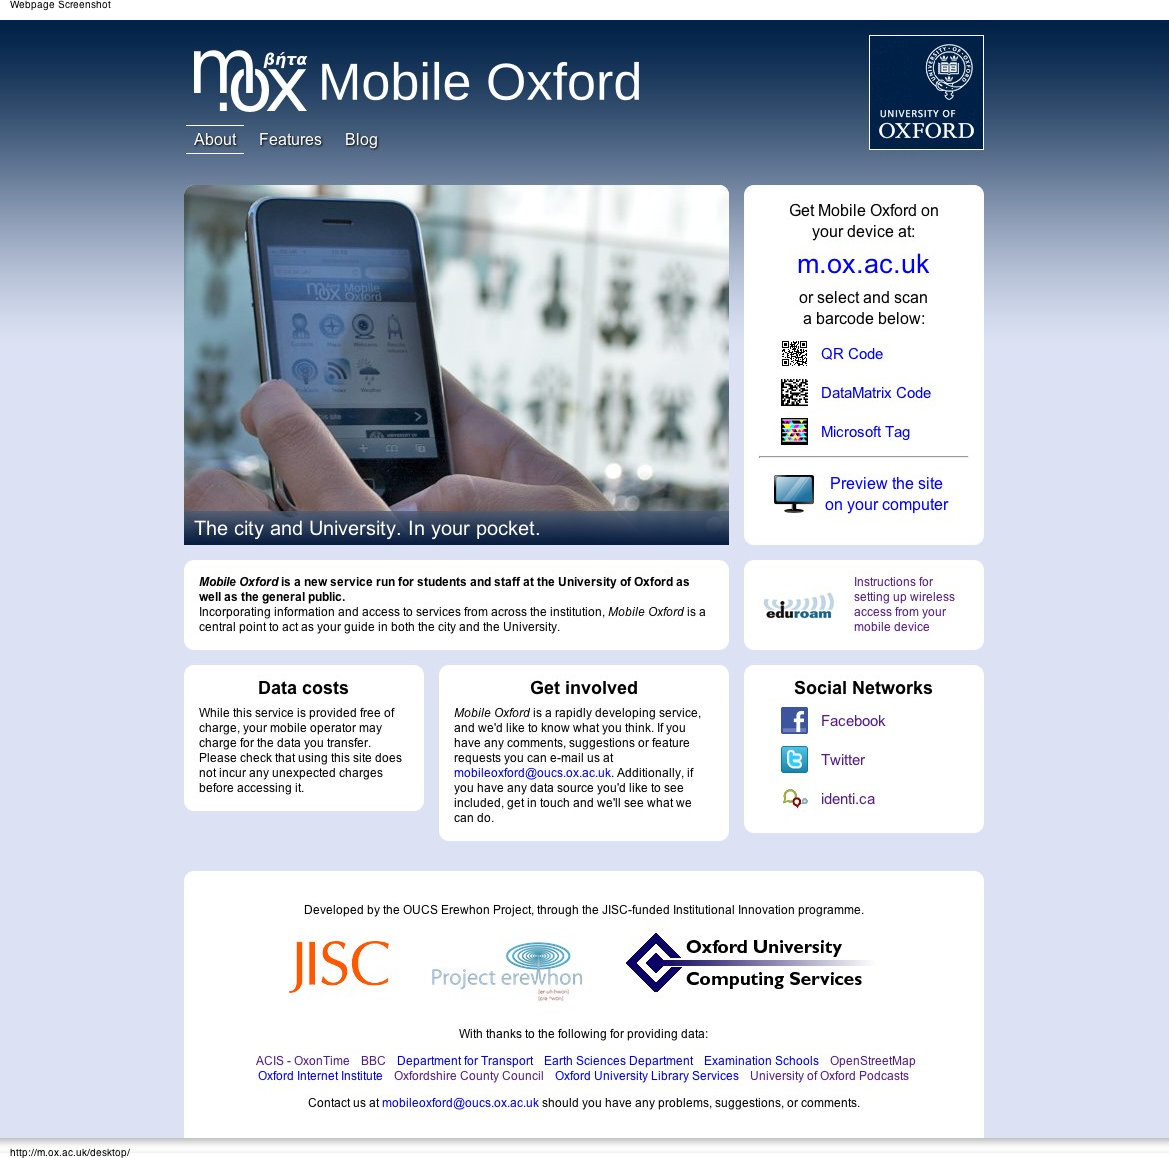 Webpage Screenshot
m.ox βήτα Mobile Oxford
UNIVERSITY OF OXFORD
UNIVERSITY OF
OXFORD
About Features Blog
mox Mobile
Oxford
Weather
The city and University. In your pocket.
Get Mobile Oxford on
your device at:
m.ox.ac.uk
or select and scan
a barcode below:
QR Code
DataMatrix Code
Microsoft Tag
Preview the site
on your computer
Mobile Oxford is a new service run for students and staff at the University of Oxford as
well as the general public.
Incorporating information and access to services from across the institution, Mobile Oxford is a
central point to act as your guide in both the city and the University.
eduroam
Instructions for
setting up wireless
access from your
mobile device
Data costs
While this service is provided free of
charge, your mobile operator may
charge for the data you transfer.
Please check that using this site does
not incur any unexpected charges
before accessing it.
Get involved
Mobile Oxford is a rapidly developing service,
and we'd like to know what you think. If you
have any comments, suggestions or feature
requests you can e-mail us at
mobileoxford@oucs.ox.ac.uk. Additionally, if
you have any data source you'd like to see
included, get in touch and we'll see what we
can do.
Social Networks
Facebook
Twitter
identi.ca
Developed by the OUCS Erewhon Project, through the JISC-funded Institutional Innovation programme.
JISC
Project erewhon
Oxford University
Computing Services
With thanks to the following for providing data:
ACIS - OxonTime BBC Department for Transport Earth Sciences Department Examination Schools OpenStreetMap
Oxford Internet Institute Oxfordshire County Council Oxford University Library Services University of Oxford Podcasts
Contact us at mobileoxford@oucs.ox.ac.uk should you have any problems, suggestions, or comments.
http://m.ox.ac.uk/desktop/